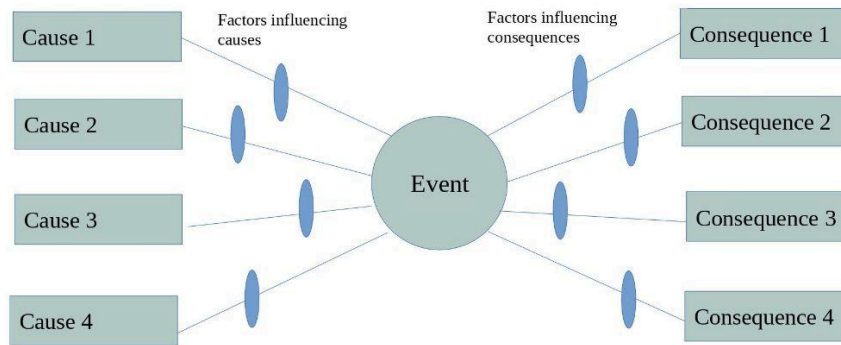 Cause 1
Factors influencing
causes
Factors influencing
consequences
Consequence 1
Cause 2
Consequence 2
Event
Cause 3
Consequence 3
Cause 4
Consequence 4